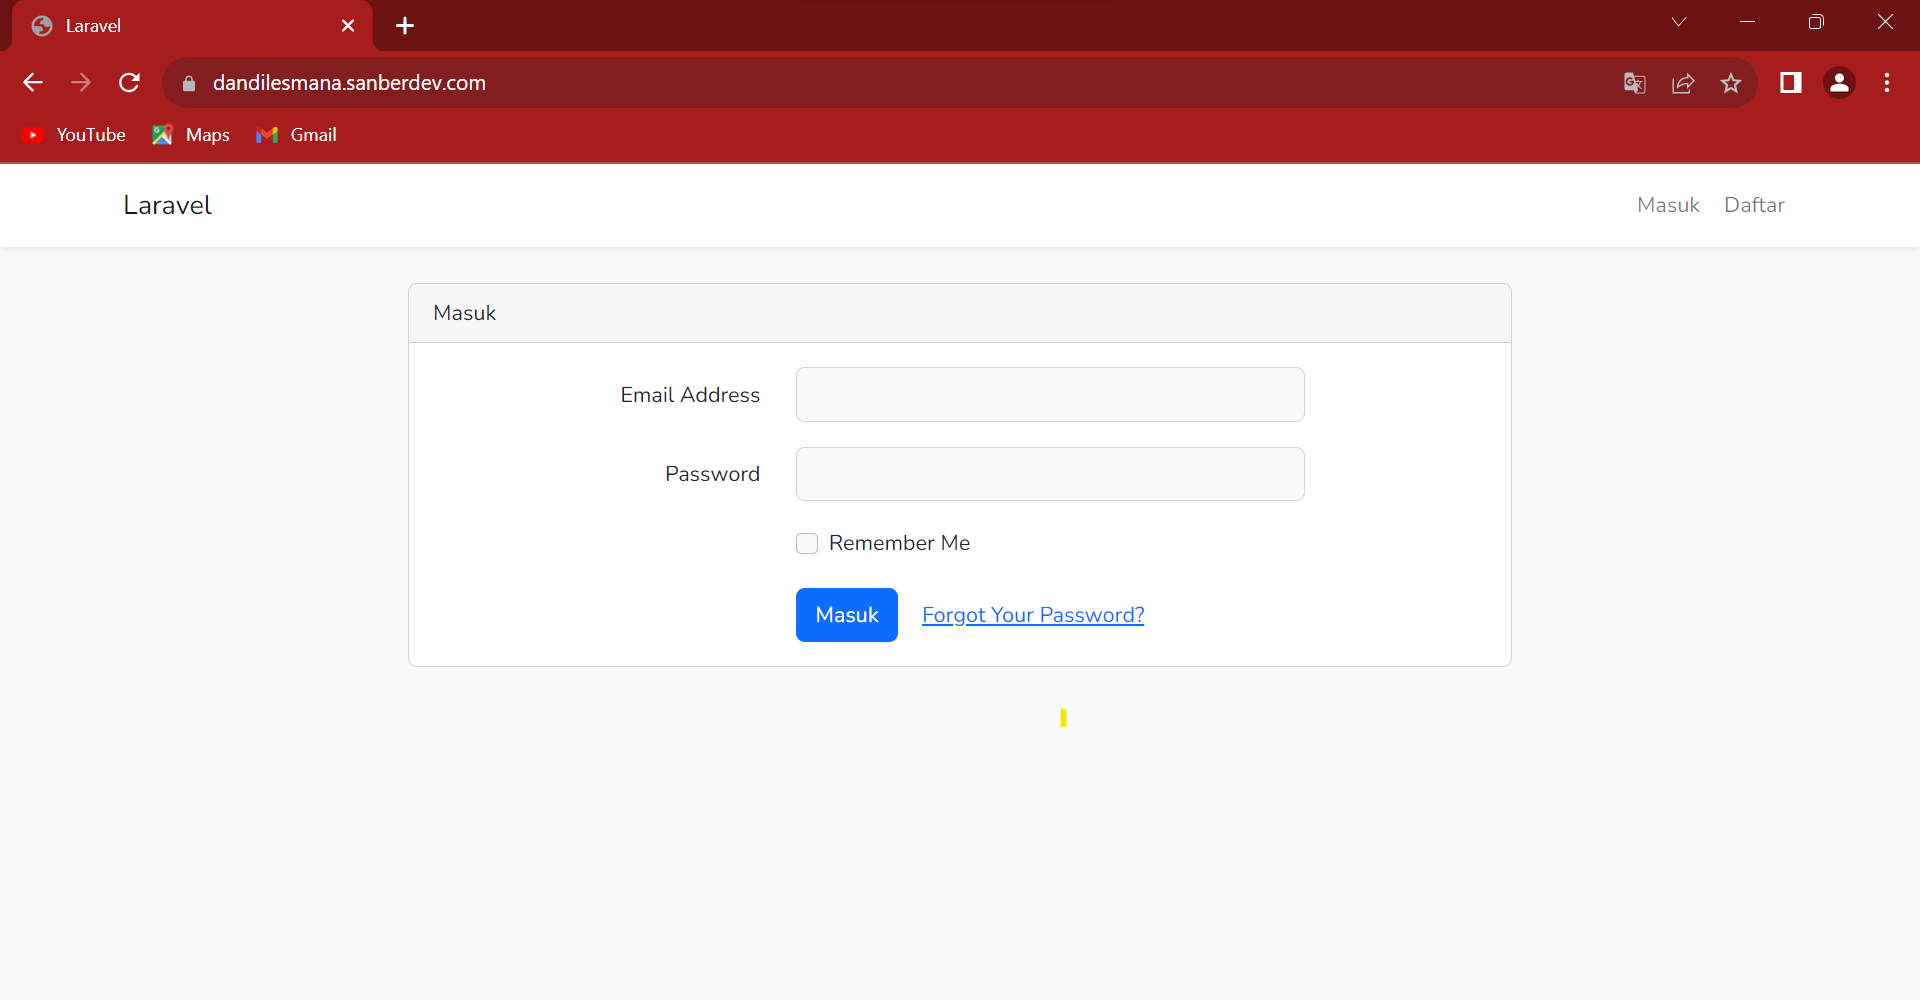 Laravel
dandilesmana.sanberdev.com
YouTube Maps Gmail
Laravel Masuk Daftar
Masuk
Email Address
Password
Remember Me
Masuk Forgot Your Password?